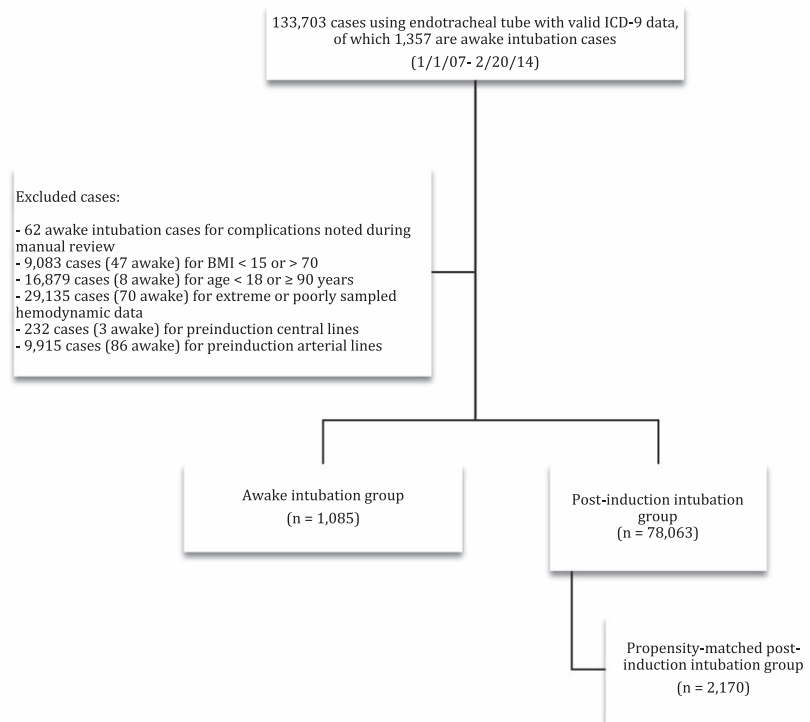 133,703 cases using endotracheal tube with valid ICD-9 data,
of which 1,357 are awake intubation cases
(1/1/07- 2/20/14)
Excluded cases:
- 62 awake intubation cases for complications noted during
manual review
- 9,083 cases (47 awake) for BMI < 15 or > 70
- 16,879 cases (8 awake) for age < 18 or ≥ 90 years
- 29,135 cases (70 awake) for extreme or poorly sampled
hemodynamic data
- 232 cases (3 awake) for preinduction central lines
- 9,915 cases (86 awake) for preinduction arterial lines
Awake intubation group
(n = 1,085)
Post-induction intubation
group
(n = 78,063)
Propensity-matched post-
induction intubation group
(n = 2,170)